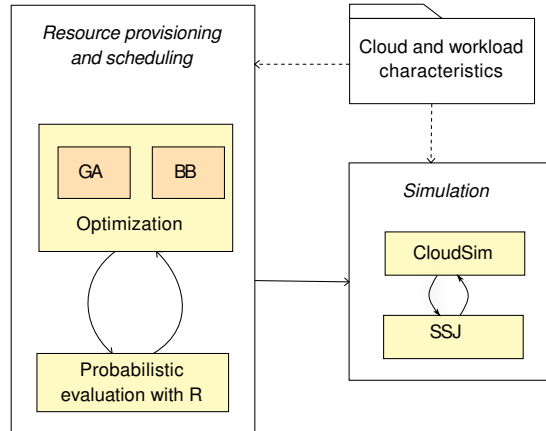 Resource provisioning
and scheduling
Cloud and workload
characteristics
GA
BB
Optimization
Simulation
CloudSim
SSJ
Probabilistic
evaluation with R